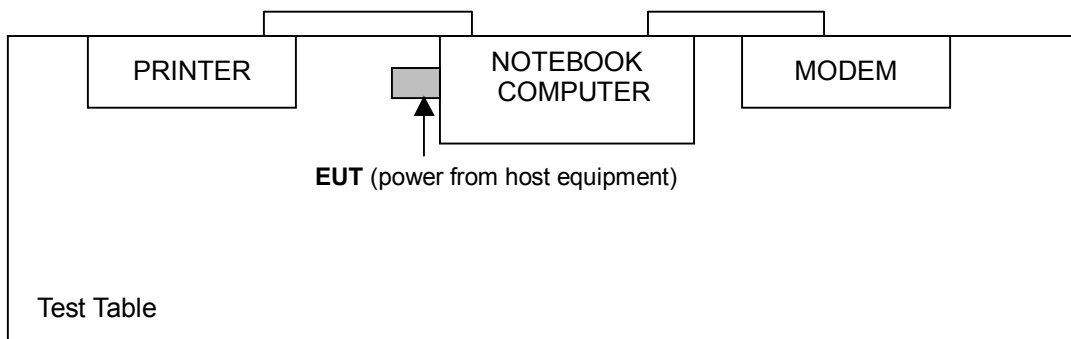 PRINTER
NOTEBOOK
COMPUTER
MODEM
EUT (power from host equipment)
Test Table